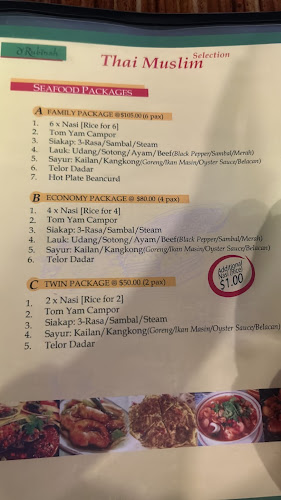 Thai Muslim Selection
SEAFOOD PACKAGES
A FAMILY PACKAGE @$105.00 (6 pax)
1. 6 x Nasi [Rice for 6]
2. Tom Yam Campor
3. Siakap: 3-Rasa/Sambal/Steam
4. Lauk: Udang/Sotong/Ayam/Beef(Black Pepper/Sambal/Merah)
5. Sayur: Kailan/Kangkong(Goreng/Ikan Masin/Oyster Sauce/Belacan)
6. Telor Dadar
7. Hot Plate Beancurd
B ECONOMY PACKAGE @ $80.00 (4 pax)
1. 4 x Nasi [Rice for 4]
2. Tom Yam Campor
3. Siakap: 3-Rasa/Sambal/Steam
4. Lauk: Udang/Sotong/Ayam/Beef(Black Pepper/Sambal/Merah)
5. Sayur: Kailan/Kangkong(Goreng/Ikan Masin/Oyster Sauce/Belacan)
6. Telor Dadar
Additional
Nasi (Rice)
$1.00
C TWIN PACKAGE @ $50.00 (2 pax)
1. 2 x Nasi [Rice for 2]
2. Tom Yam Campor
3. Siakap: 3-Rasa/Sambal/Steam
4. Sayur: Kailan/Kangkong(Goreng/Ikan Masin/Oyster Sauce/Belacan)
5. Telor Dadar